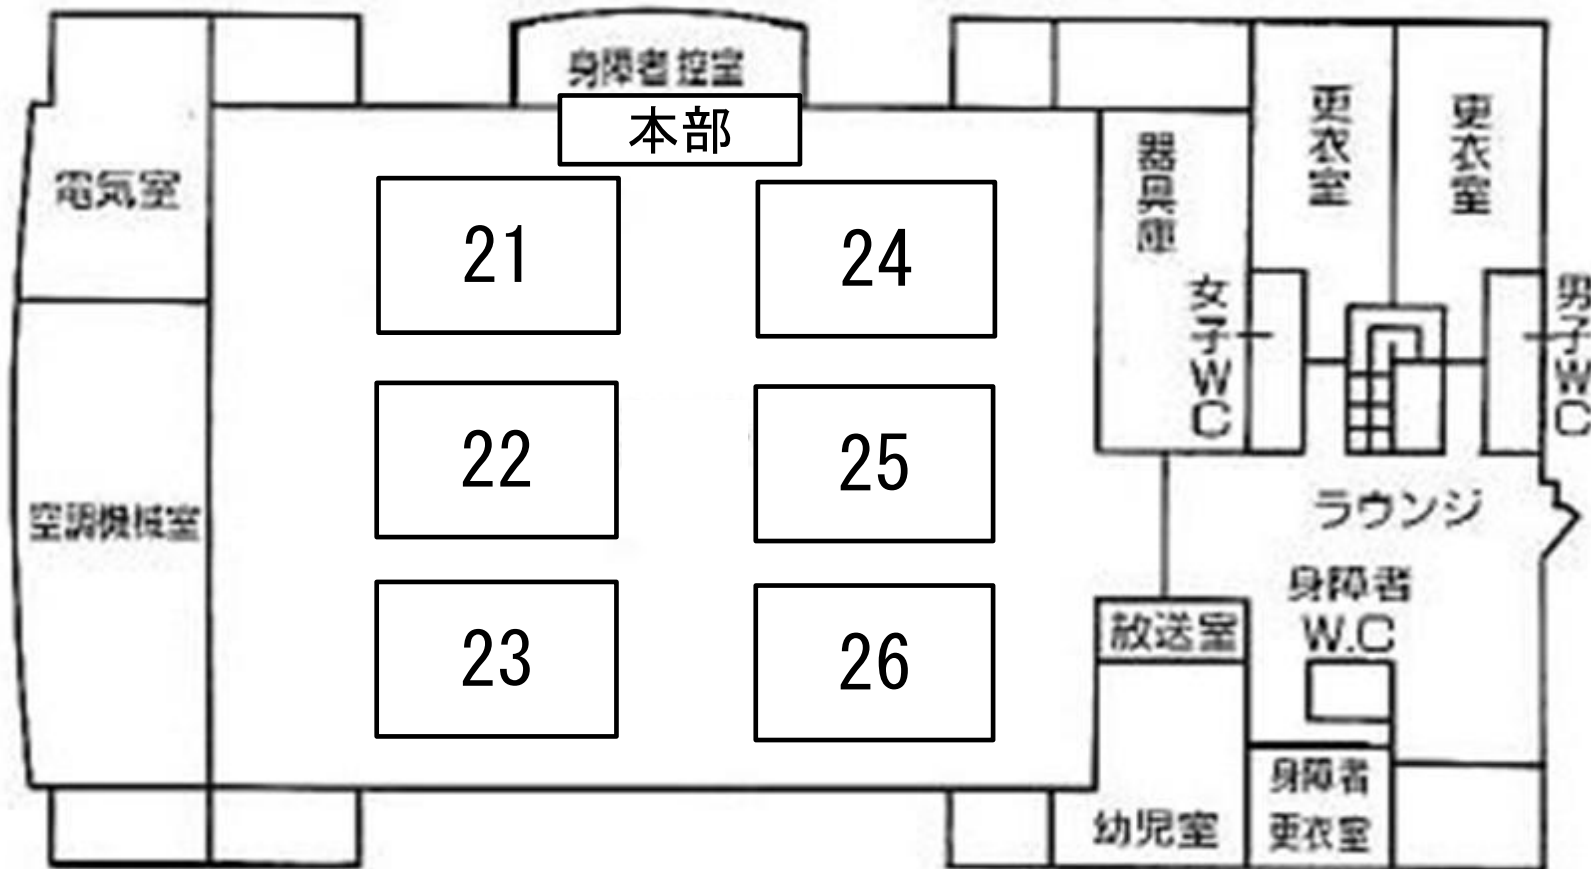 身障者控室
本部
電気室
空調機械室
21
24
22
25
23
26
器具庫
更衣室
更衣室
女子WC
男子WC
ラウンジ
身障者
W.C
放送室
幼児室
身障者
更衣室